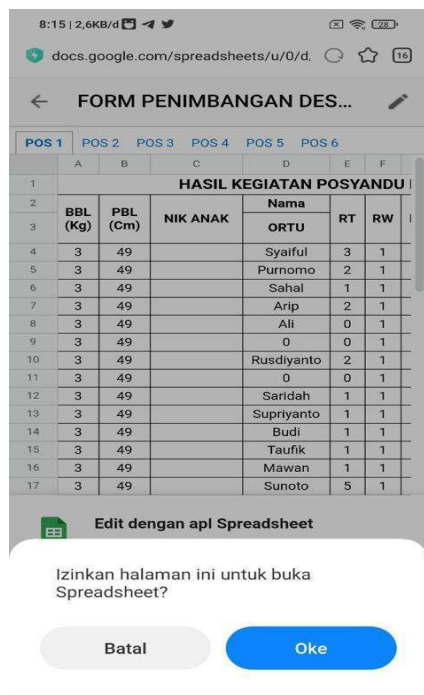 8:15 | 2,6KB/d 28
docs.google.com/spreadsheets/u/0/d, 16
FORM PENIMBANGAN DES...
POS 1 POS 2 POS 3 POS 4 POS 5 POS 6
A B C D E F
1 HASIL KEGIATAN POSYANDU
2 BBL (Kg) PBL (Cm) NIK ANAK Nama RT RW
3 ORTU
4 3 49 Syaiful 3 1
5 3 49 Purnomo 2 1
6 3 49 Sahal 1 1
7 3 49 Arip 2 1
8 3 49 Ali 0 1
9 3 49 0 0 1
10 3 49 Rusdiyanto 2 1
11 3 49 0 0 1
12 3 49 Saridah 1 1
13 3 49 Supriyanto 1 1
14 3 49 Budi 1 1
15 3 49 Taufik 1 1
16 3 49 Mawan 1 1
17 3 49 Sunoto 5 1
Edit dengan apl Spreadsheet
Izinkan halaman ini untuk buka
Spreadsheet?
Batal Oke